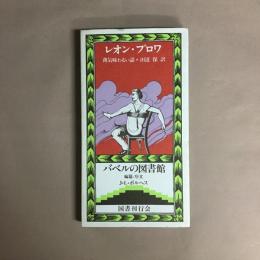 レオン・ブロワ
薄気味わるい話・田辺 保 訳
バベルの図書館
編纂・序文
J・L・ボルヘス
国書刊行会